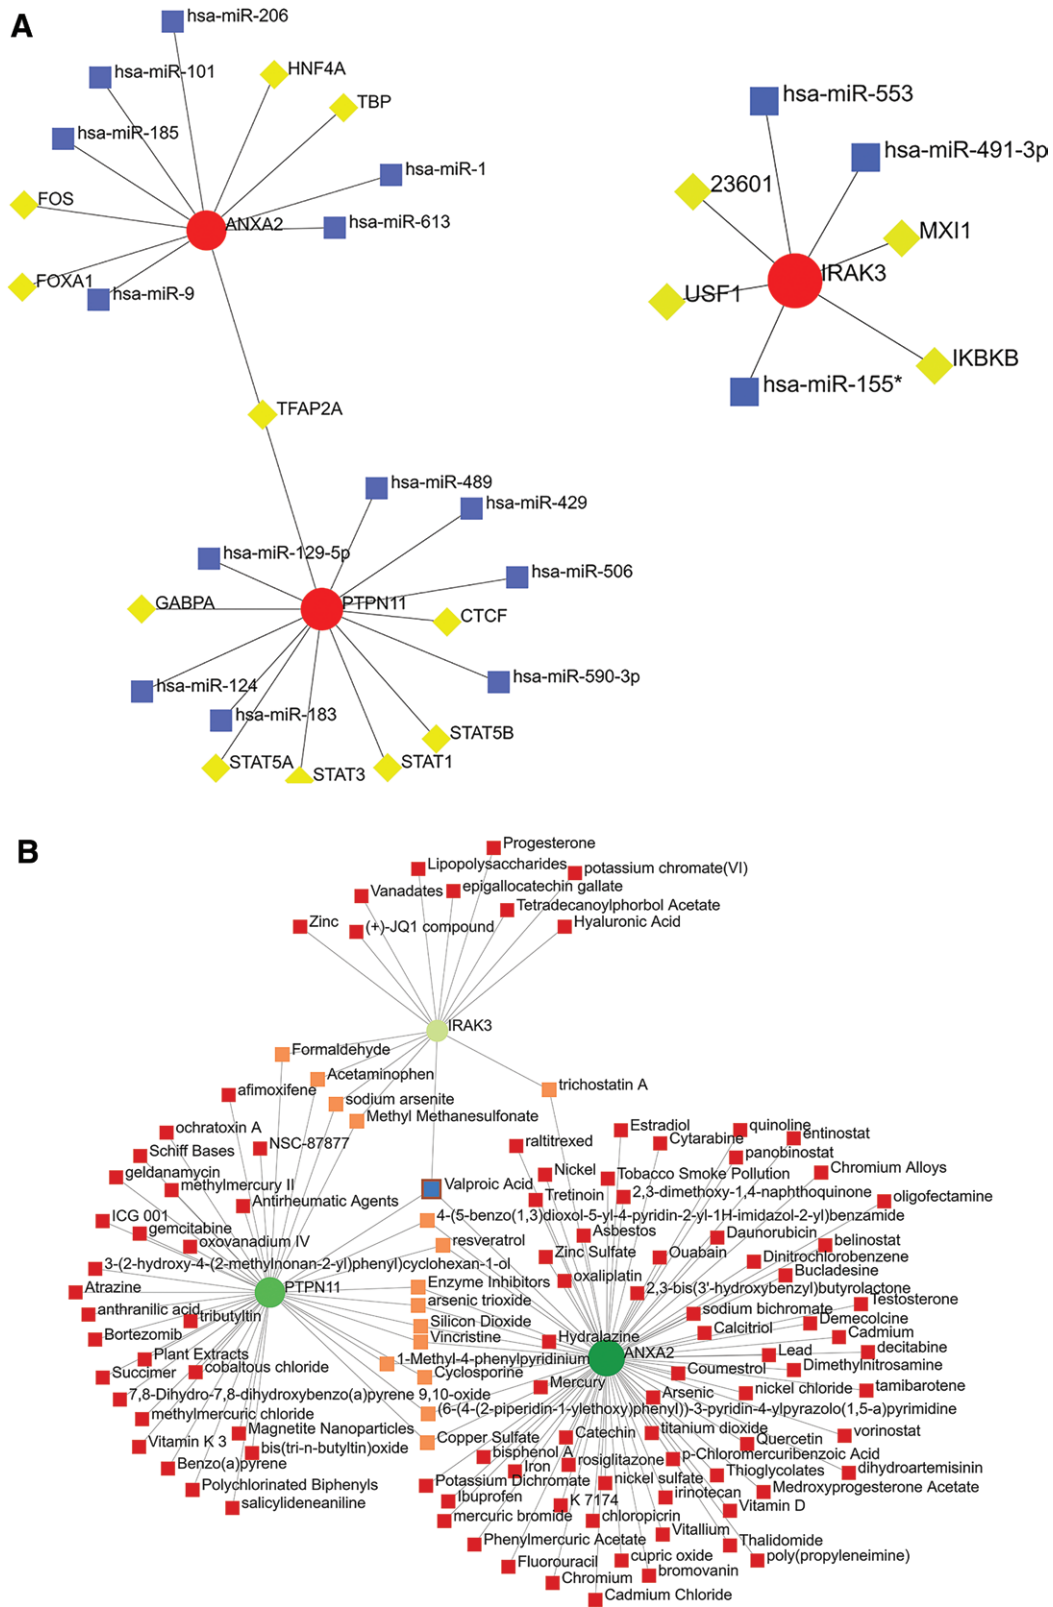 A
hsa-miR-206
hsa-miR-101
HNF4A
TBP
hsa-miR-185
hsa-miR-1
FOS
ANXA2
hsa-miR-613
FOXA1
hsa-miR-9
TFAP2A
hsa-miR-553
hsa-miR-491-3p
23601
MXI1
IRAK3
USF1
IKBKB
hsa-miR-155*
hsa-miR-489
hsa-miR-429
hsa-miR-129-5p
hsa-miR-506
GABPA
PTPN11
CTCF
hsa-miR-124
hsa-miR-590-3p
hsa-miR-183
STAT5B
STAT5A
STAT3
STAT1
B
Progesterone
Lipopolysaccharides
potassium chromate(VI)
Vanadates
epigallocatechin gallate
Tetradecanoylphorbol Acetate
Zinc
(+)-JQ1 compound
Hyaluronic Acid
IRAK3
Formaldehyde
Acetaminophen
afimoxifene
sodium arsenite
trichostatin A
Methyl Methanesulfonate
ochratoxin A
NSC-87877
Schiff Bases
geldanamycin
methylmercury II
Antirheumatic Agents
ICG 001
gemcitabine
oxovanadium IV
3-(2-hydroxy-4-(2-methylnonan-2-yl)phenyl)cyclohexan-1-ol
Atrazine
PTPN11
anthranilic acid
tributyltin
Bortezomib
Plant Extracts
Succimer
cobaltous chloride
7,8-Dihydro-7,8-dihydroxybenzo(a)pyrene 9,10-oxide
methylmercuric chloride
Magnetite Nanoparticles
Vitamin K 3
bis(tri-n-butyltin)oxide
Benzo(a)pyrene
Polychlorinated Biphenyls
salicylideneaniline
Valproic Acid
4-(5-benzo(1,3)dioxol-5-yl-4-pyridin-2-yl-1H-imidazol-2-yl)benzamide
resveratrol
Enzyme Inhibitors
arsenic trioxide
Silicon Dioxide
Vincristine
1-Methyl-4-phenylpyridinium
Cyclosporine
(6-(4-(2-piperidin-1-ylethoxy)phenyl))-3-pyridin-4-ylpyrazolo(1,5-a)pyrimidine
Copper Sulfate
Estradiol
quinoline
raltitrexed
Cytarabine
entinostat
panobinostat
Nickel
Tobacco Smoke Pollution
Chromium Alloys
Tretinoin
2,3-dimethoxy-1,4-naphthoquinone
oligofectamine
Asbestos
Daunorubicin
belinostat
Zinc Sulfate
Ouabain
Dinitrochlorobenzene
oxaliplatin
Bucladesine
2,3-bis(3'-hydroxybenzyl)butyrolactone
Testosterone
sodium bichromate
Demecolcine
Hydralazine
Calcitriol
Cadmium
ANXA2
Lead
decitabine
Coumestrol
Dimethylnitrosamine
Mercury
Arsenic
nickel chloride
tamibarotene
Catechin
titanium dioxide
Quercetin
vorinostat
bisphenol A
Iron
rosiglitazone
p-Chloromercuribenzoic Acid
Thioglycolates
dihydroartemisinin
Potassium Dichromate
nickel sulfate
Medroxyprogesterone Acetate
Ibuprofen
K 7174
irinotecan
Vitamin D
mercuric bromide
chloropicrin
Vitallium
Phenylmercuric Acetate
Thalidomide
Fluorouracil
cupric oxide
poly(propyleneimine)
Chromium
bromovanin
Cadmium Chloride